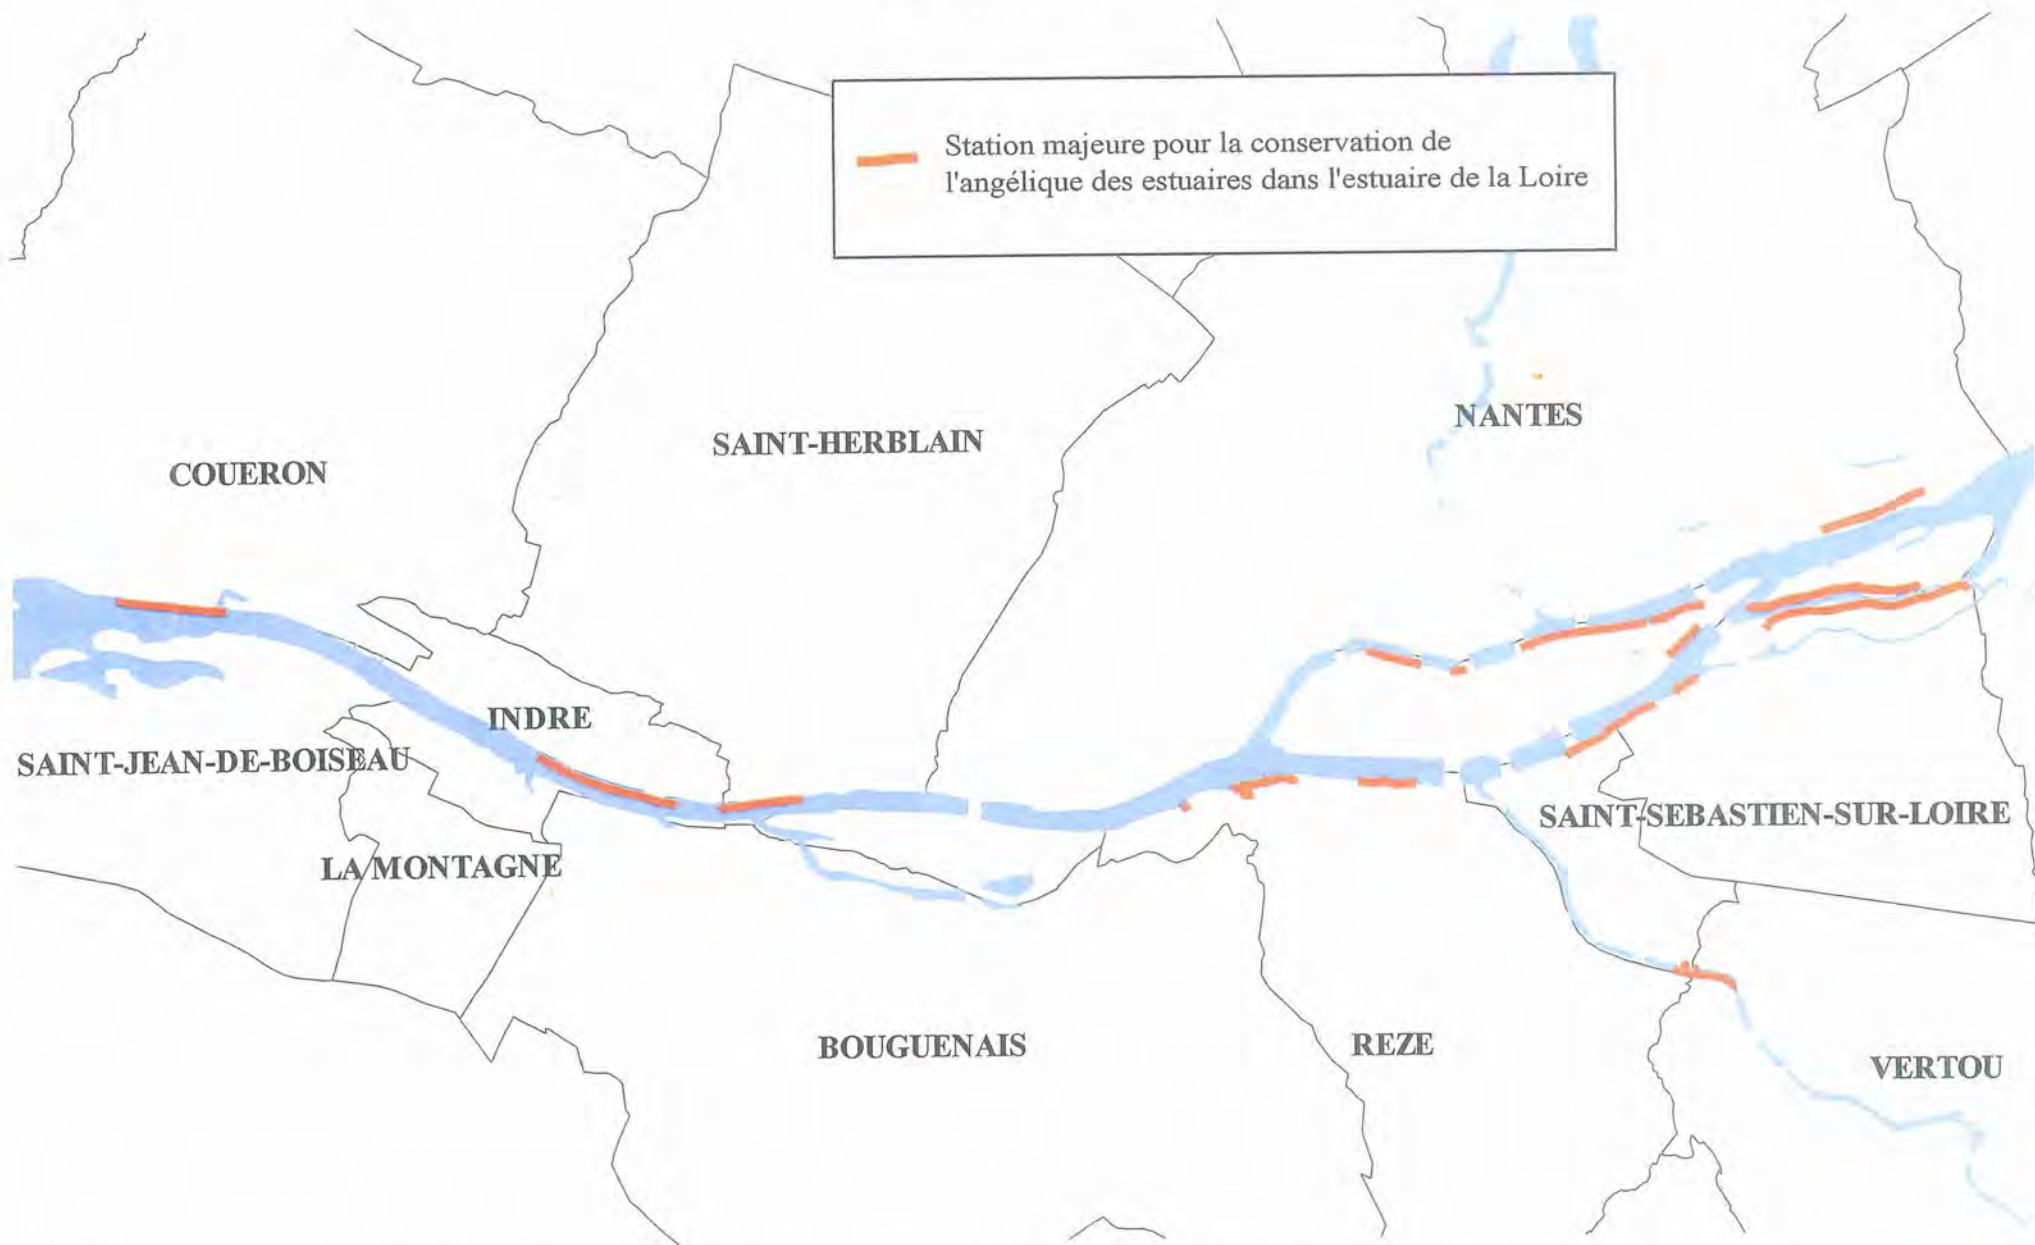 Station majeure pour la conservation de
l'angélique des estuaires dans l'estuaire de la Loire
NANTES
SAINT-HERBLAIN
COUERON
INDRE
SAINT-JEAN-DE-BOISEAU
SAINT-SEBASTIEN-SUR-LOIRE
LA MONTAGNE
BOUGUENAIS
REZE
VERTOU